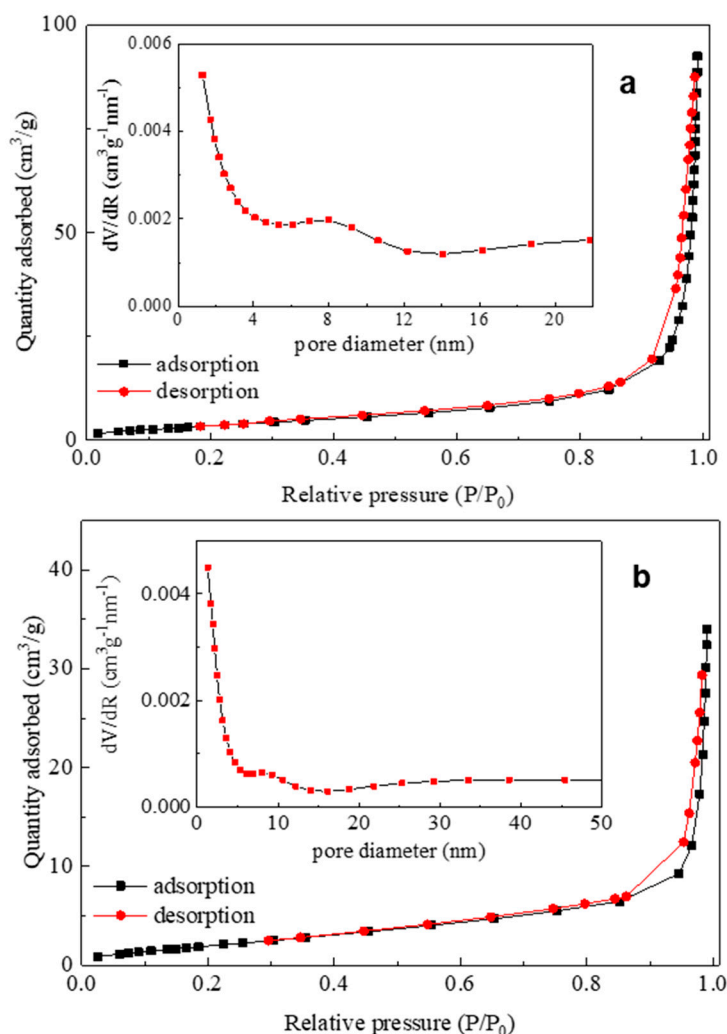 100
0.006
a
0.004
dV/dR (cm³g⁻¹nm⁻¹)
Quantity adsorbed (cm³/g)
50
0.002
0.000
0 4 8 12 16 20
pore diameter (nm)
adsorption
desorption
0
0.0 0.2 0.4 0.6 0.8 1.0
Relative pressure (P/P₀)
40
b
0.004
dV/dR (cm³g⁻¹nm⁻¹)
30
Quantity adsorbed (cm³/g)
0.002
20
0.000
0 10 20 30 40 50
pore diameter (nm)
10
adsorption
desorption
0
0.0 0.2 0.4 0.6 0.8 1.0
Relative pressure (P/P₀)